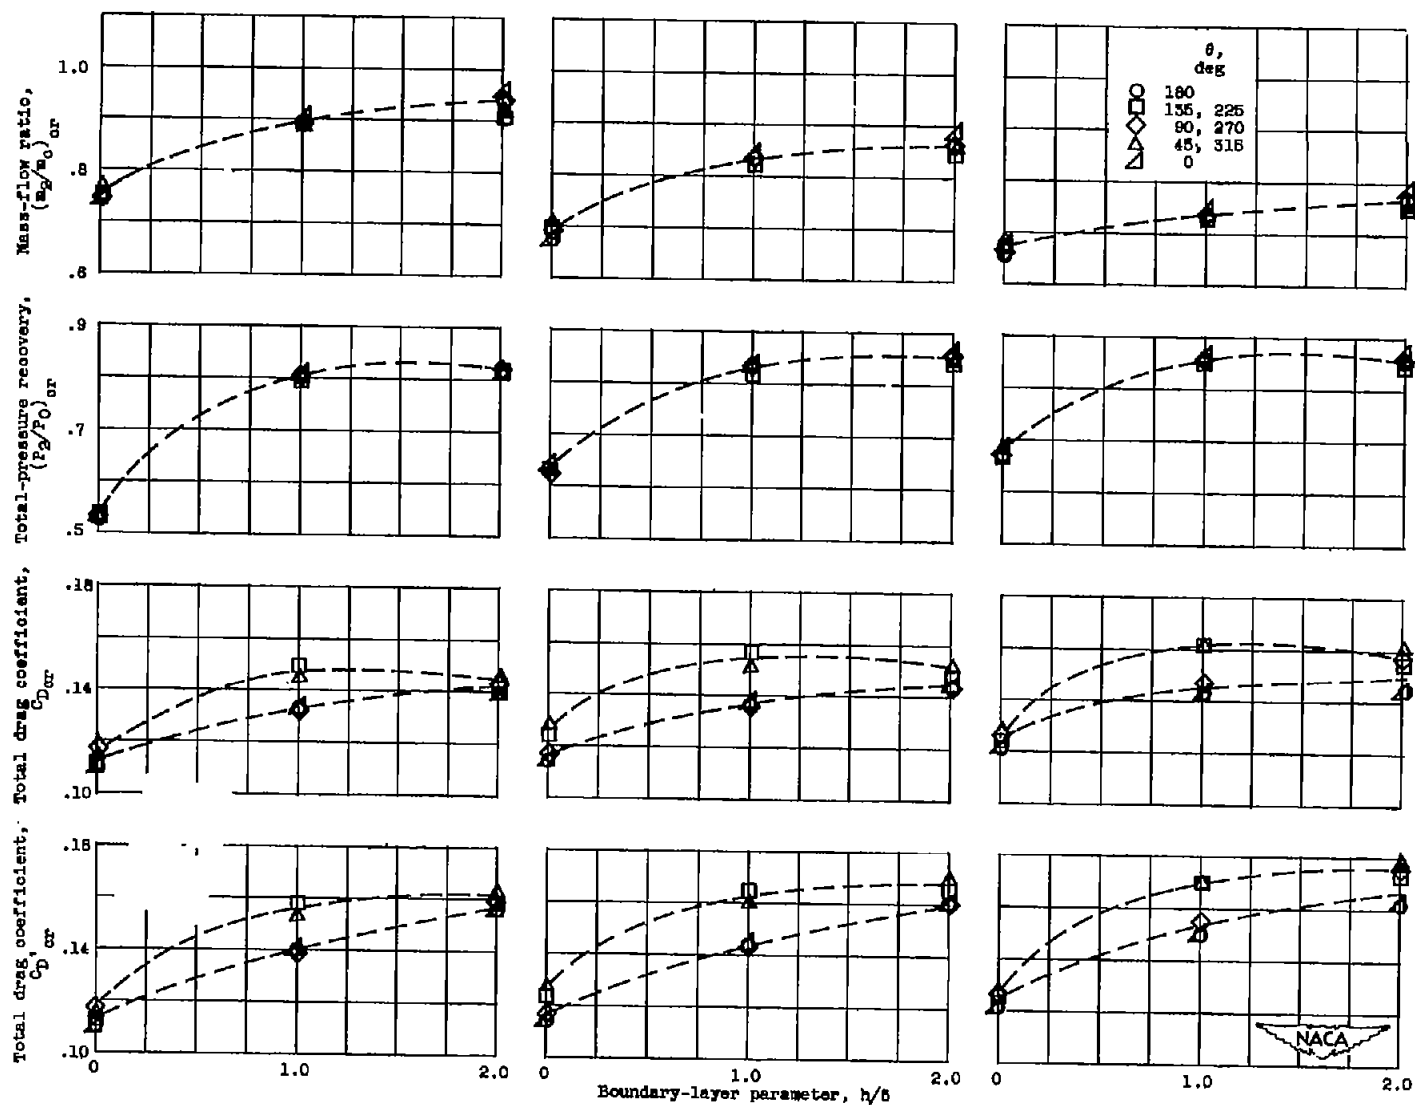 Mass-flow ratio,
(m2/m0)cr
1.0
.8
.6
θ,
deg
180
135, 225
90, 270
45, 315
0
Total-pressure recovery,
(P2/P0)cr
.9
.7
.5
Total drag coefficient,
CDcr
.18
.14
.10
Total drag coefficient,
CD'cr
.18
.14
.10
NACA
0 1.0 2.0 0 1.0 2.0 0 1.0 2.0
Boundary-layer parameter, h/δ